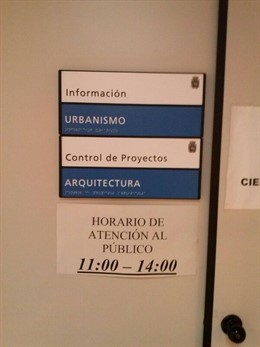 Información
URBANISMO
Control de Proyectos
ARQUITECTURA
HORARIO DE
ATENCIÓN AL
PÚBLICO
11:00 – 14:00
CIE